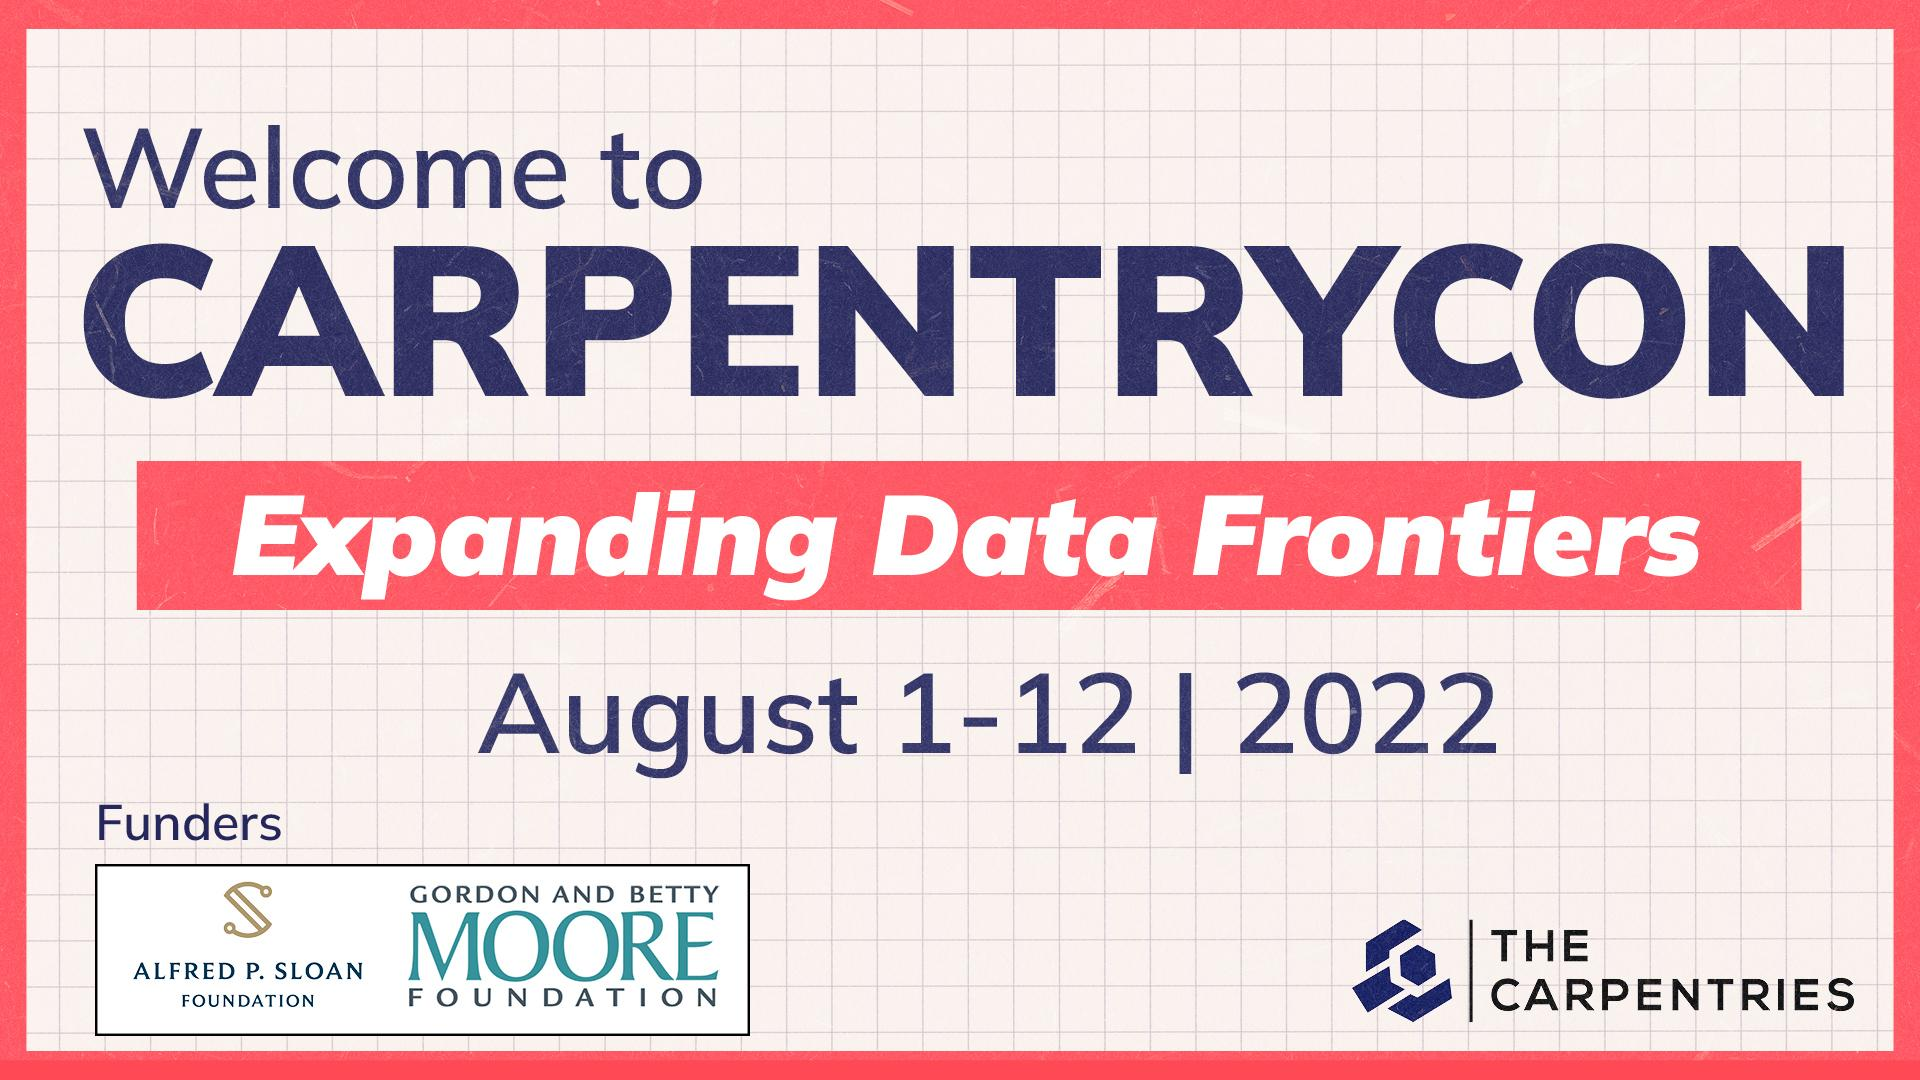 Welcome to
CARPENTRYCON
Expanding Data Frontiers
August 1-12 | 2022
Funders
ALFRED P. SLOAN
FOUNDATION
GORDON AND BETTY
MOORE
FOUNDATION
THE
CARPENTRIES